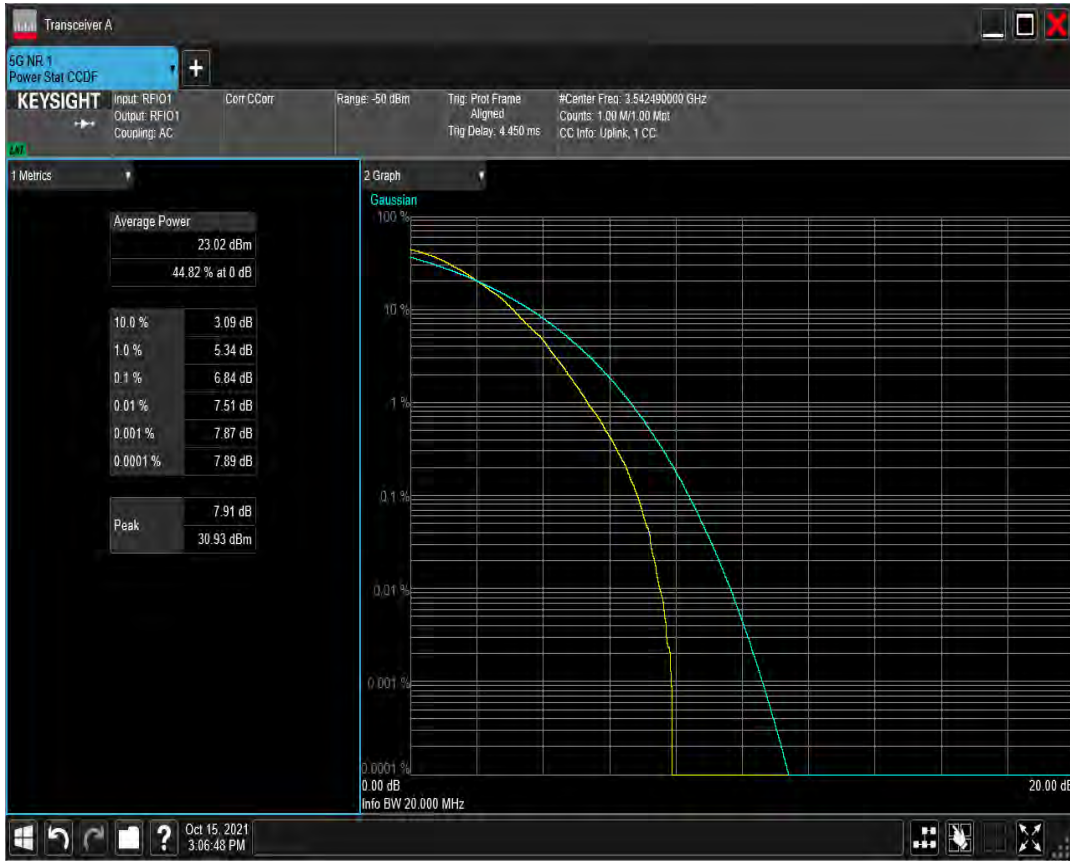 Transceiver A
5G NR 1
Power Stat CCDF
+
KEYSIGHT
Input: RFIO1
Output: RFIO1
Coupling: AC
Corr CCorr
Range: -50 dBm
Trig: Prot Frame
Aligned
Trig Delay: 4.450 ms
#Center Freq: 3.542490000 GHz
Counts: 1.00 M/1.00 Mpt
CC Info: Uplink, 1 CC
1 Metrics
Average Power
23.02 dBm
44.82 % at 0 dB
10.0 % 3.09 dB
1.0 % 5.34 dB
0.1 % 6.84 dB
0.01 % 7.51 dB
0.001 % 7.87 dB
0.0001 % 7.89 dB
Peak 7.91 dB
30.93 dBm
2 Graph
Gaussian
100 %
10 %
1 %
0.1 %
0.01 %
0.001 %
0.0001 %
0.00 dB 20.00 dB
Info BW 20.000 MHz
? Oct 15, 2021
3:06:48 PM